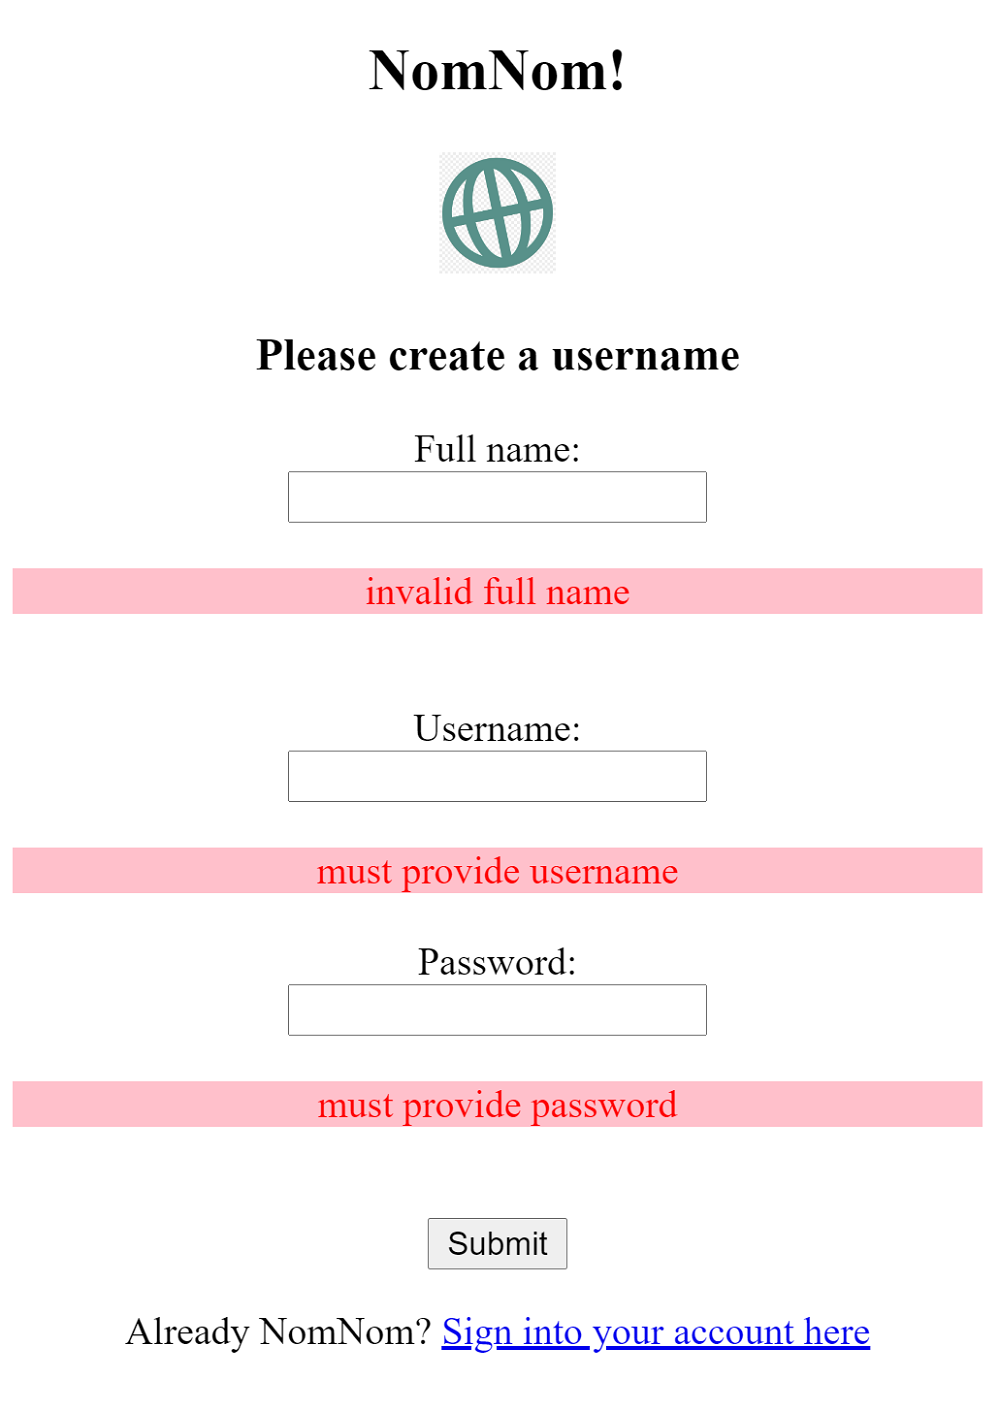 NomNom!
Please create a username
Full name:
invalid full name
Username:
must provide username
Password:
must provide password
Submit
Already NomNom? Sign into your account here